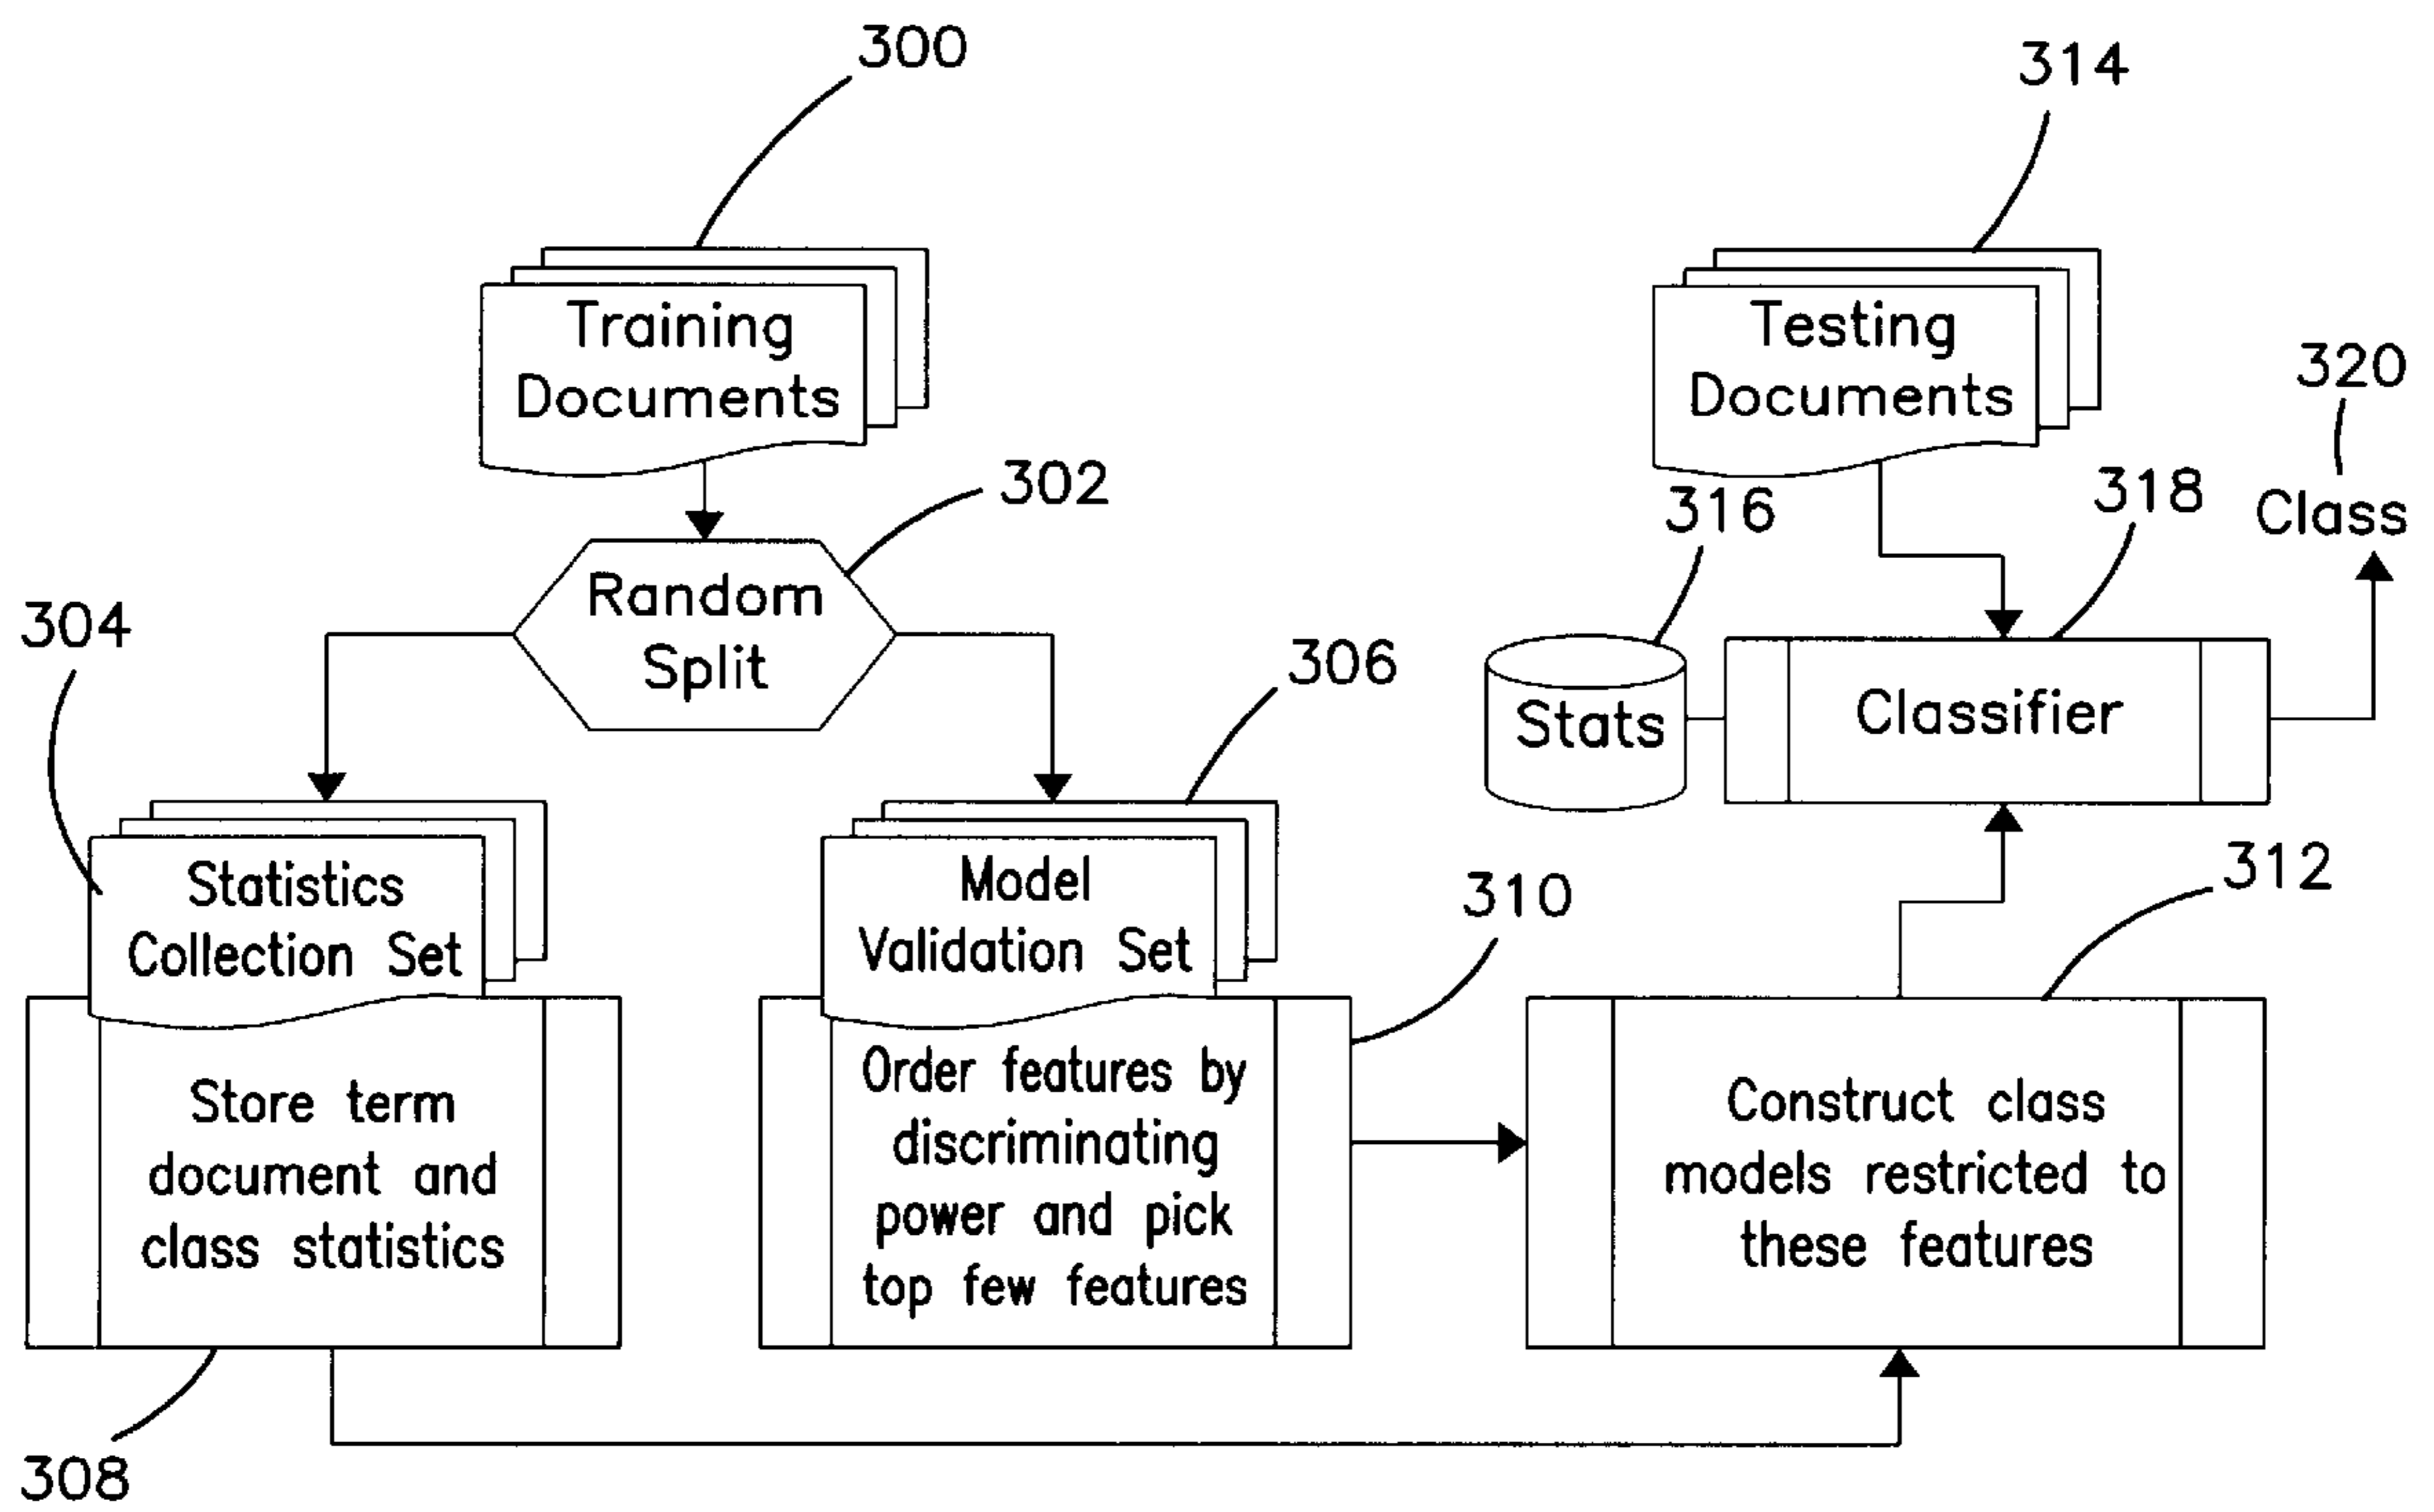 300
314
Training
Documents
Testing
Documents
320
Class
302
316
318
Random
Split
304
306
Stats
Classifier
Statistics
Collection Set
Model
Validation Set
310
312
Store term
document and
class statistics
Order features by
discriminating
power and pick
top few features
Construct class
models restricted to
these features
308